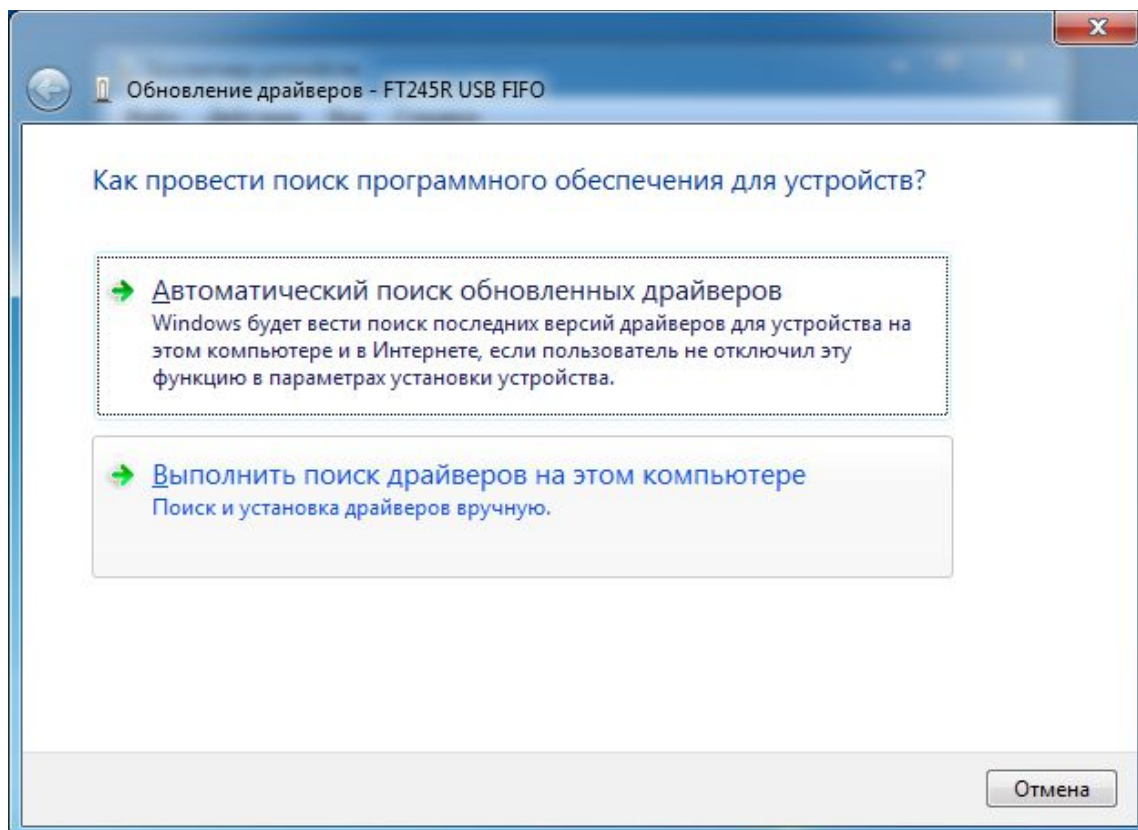 Обновление драйверов - FT245R USB FIFO
Как провести поиск программного обеспечения для устройств?
Автоматический поиск обновленных драйверов
Windows будет вести поиск последних версий драйверов для устройства на
этом компьютере и в Интернете, если пользователь не отключил эту
функцию в параметрах установки устройства.
Выполнить поиск драйверов на этом компьютере
Поиск и установка драйверов вручную.
Отмена